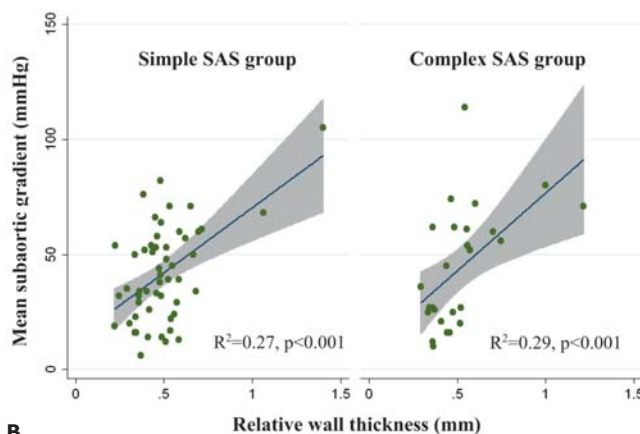 150
Simple SAS group Complex SAS group
100
Mean subaortic gradient (mmHg)
50
R²=0.27, p<0.001 R²=0.29, p<0.001
0
0 .5 1 1.5 0 .5 1 1.5
B Relative wall thickness (mm)